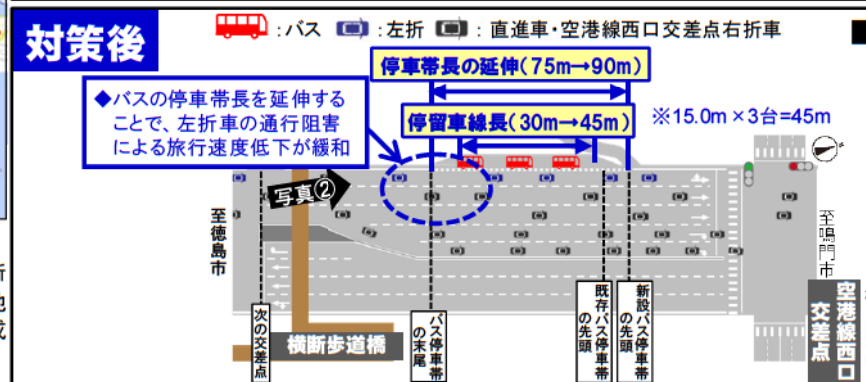 対策後
:バス
:左折
:直進車・空港線西口交差点右折車
停車帯長の延伸(75m→90m)
◆バスの停車帯長を延伸する
ことで、左折車の通行阻害
による旅行速度低下が緩和
停留車線長(30m→45m)
※15.0m×3台=45m
写真②
至徳島市
至鳴門市
次の交差点
横断歩道橋
バス停車帯
の末尾
既存バス停車帯
の先頭
新設バス停車帯
の先頭
空港線西口
交差点